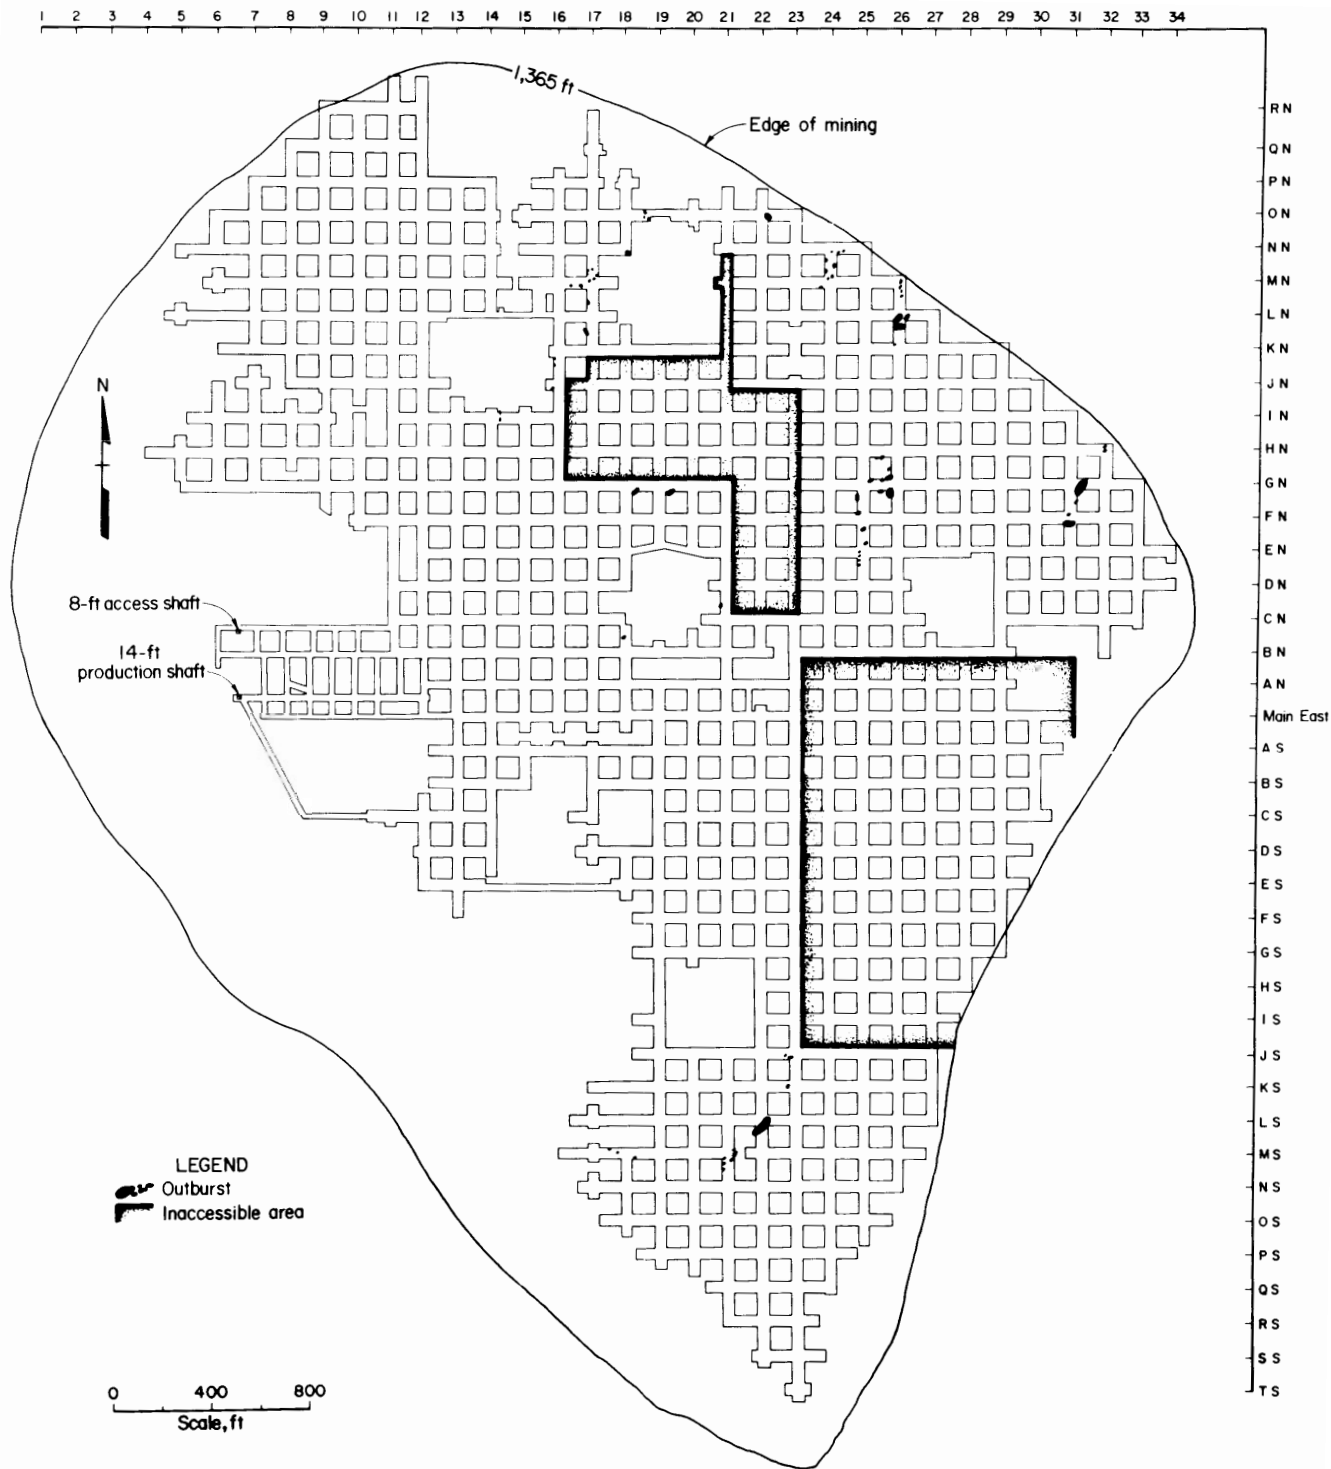 1 2 3 4 5 6 7 8 9 10 11 12 13 14 15 16 17 18 19 20 21 22 23 24 25 26 27 28 29 30 31 32 33 34
1,365 ft
RN
Edge of mining
QN
PN
ON
NN
MN
LN
KN
N
JN
IN
HN
GN
FN
EN
DN
8-ft access shaft
CN
14-ft
production shaft
BN
AN
Main East
AS
BS
CS
DS
ES
FS
GS
HS
IS
JS
KS
LS
MS
LEGEND
Outburst
Inaccessible area
NS
OS
PS
QS
RS
SS
TS
0 400 800
Scale, ft